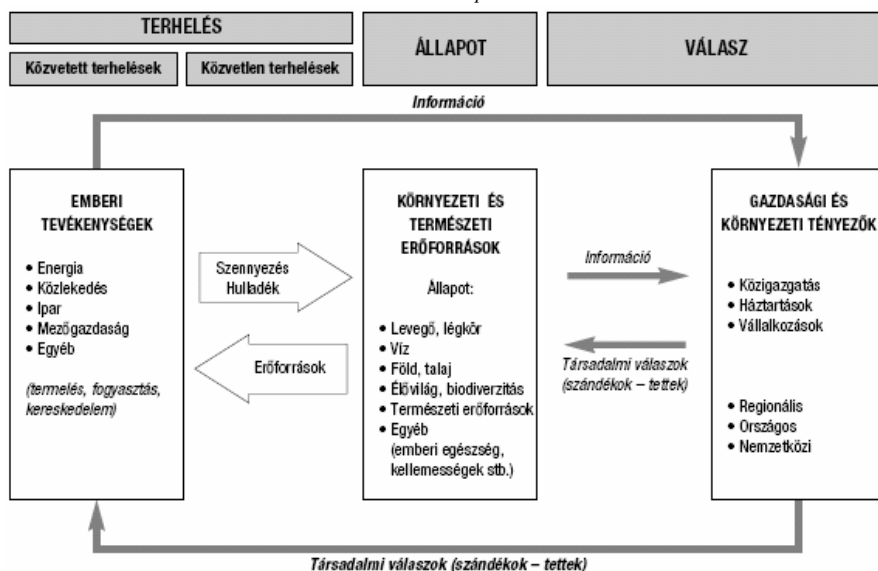 TERHELÉS
Közvetett terhelések
Közvetlen terhelések
ÁLLAPOT
VÁLASZ
Információ
EMBERI
TEVÉKENYSÉGEK
• Energia
• Közlekedés
• Ipar
• Mezőgazdaság
• Egyéb
(termelés, fogyasztás,
kereskedelem)
Szennyezés
Hulladék
Erőforrások
KÖRNYEZETI ÉS
TERMÉSZETI
ERŐFORRÁSOK
Állapot:
• Levegő, légkör
• Víz
• Föld, talaj
• Élővilág, biodiverzitás
• Természeti erőforrások
• Egyéb
(emberi egészség,
kellemességek stb.)
Információ
Társadalmi válaszok
(szándékok – tettek)
GAZDASÁGI ÉS
KÖRNYEZETI TÉNYEZŐK
• Közigazgatás
• Háztartások
• Vállalkozások
• Regionális
• Országos
• Nemzetközi
Társadalmi válaszok (szándékok – tettek)